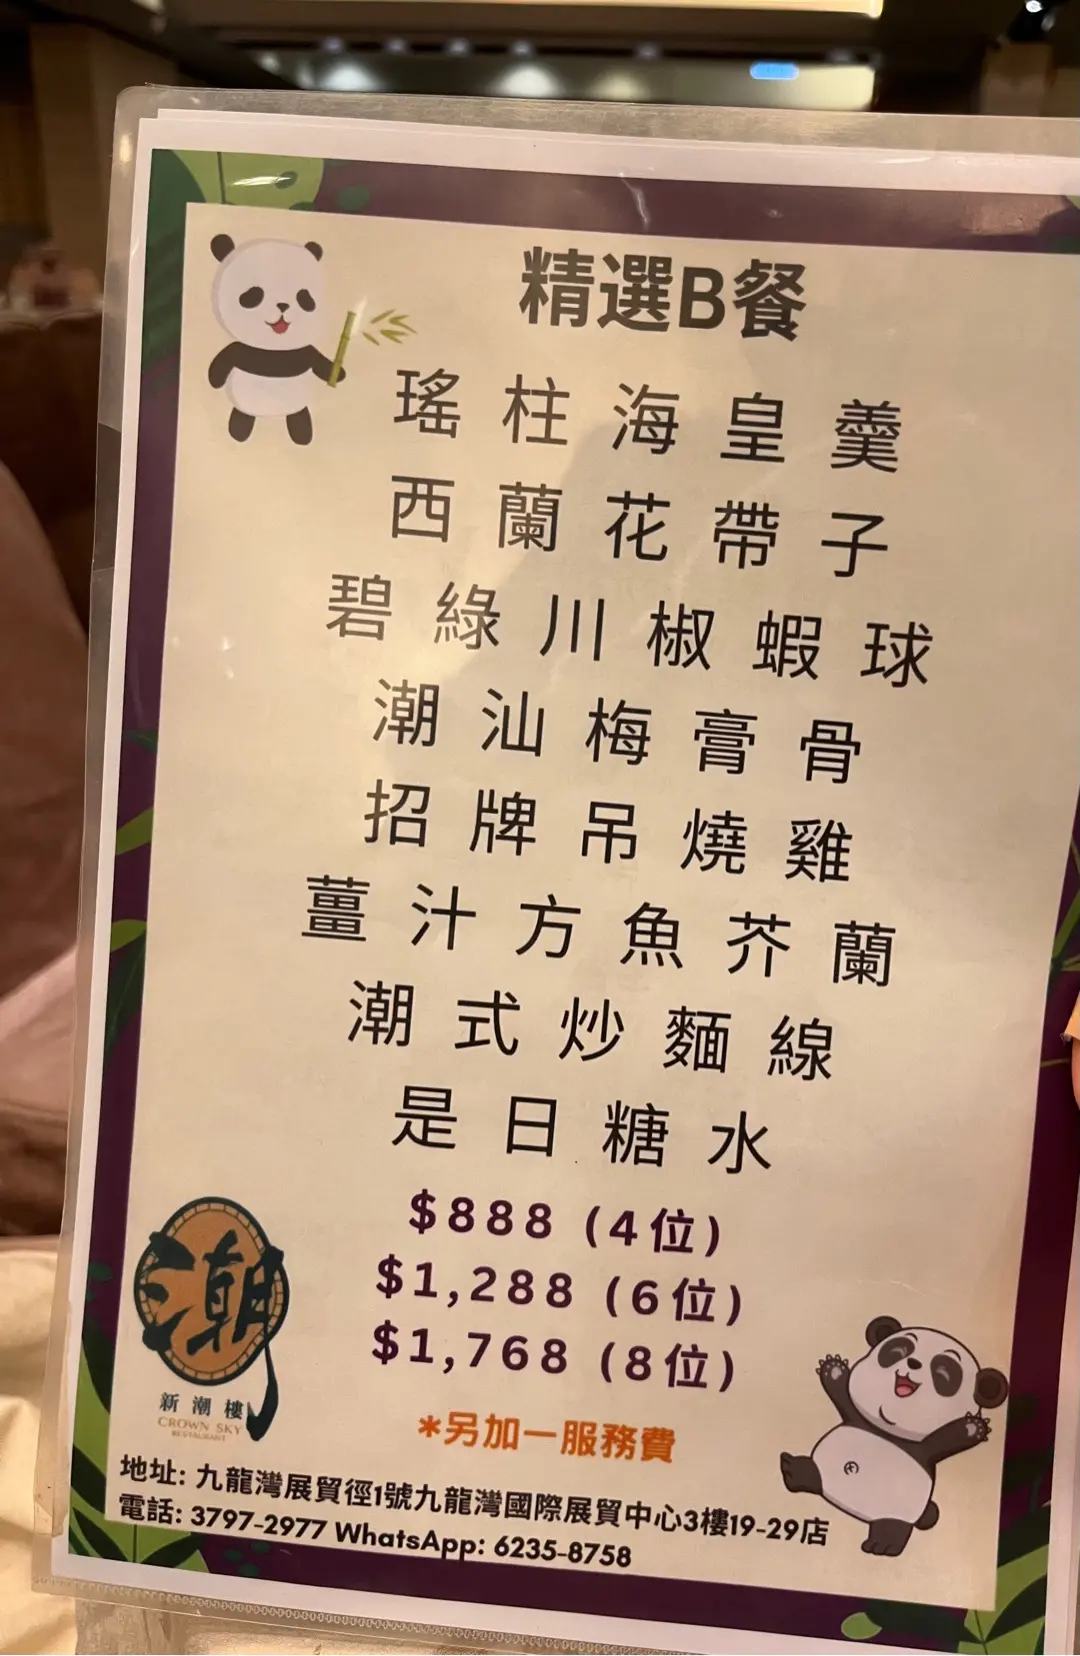 精選B餐
瑤柱海皇羹
西蘭花帶子
碧綠川椒蝦球
潮汕梅膏骨
招牌吊燒雞
薑汁方魚芥蘭
潮式炒麵線
是日糖水
$888 (4位)
$1,288 (6位)
$1,768 (8位)
*另加一服務費
潮
新潮樓
CROWN SKY
RESTAURANT
地址: 九龍灣展貿徑1號九龍灣國際展貿中心3樓19-29店
電話: 3797-2977 WhatsApp: 6235-8758